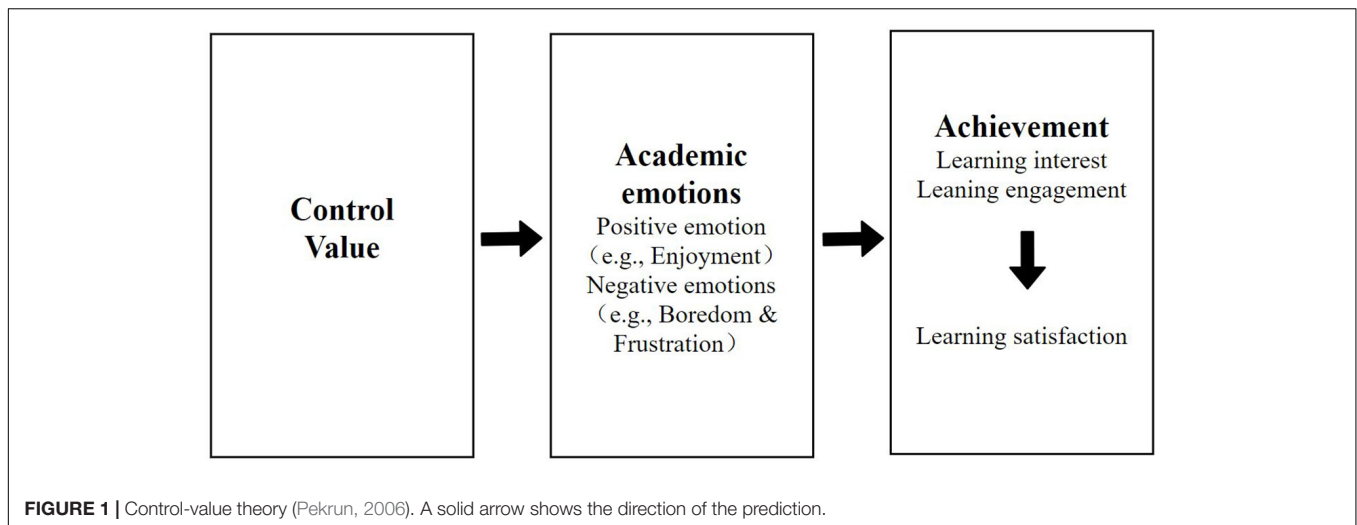 Control
Value
Academic
emotions
Positive emotion
（e.g., Enjoyment）
Negative emotions
（e.g., Boredom &
Frustration）
Achievement
Learning interest
Leaning engagement
Learning satisfaction
FIGURE 1 | Control-value theory (Pekrun, 2006). A solid arrow shows the direction of the prediction.